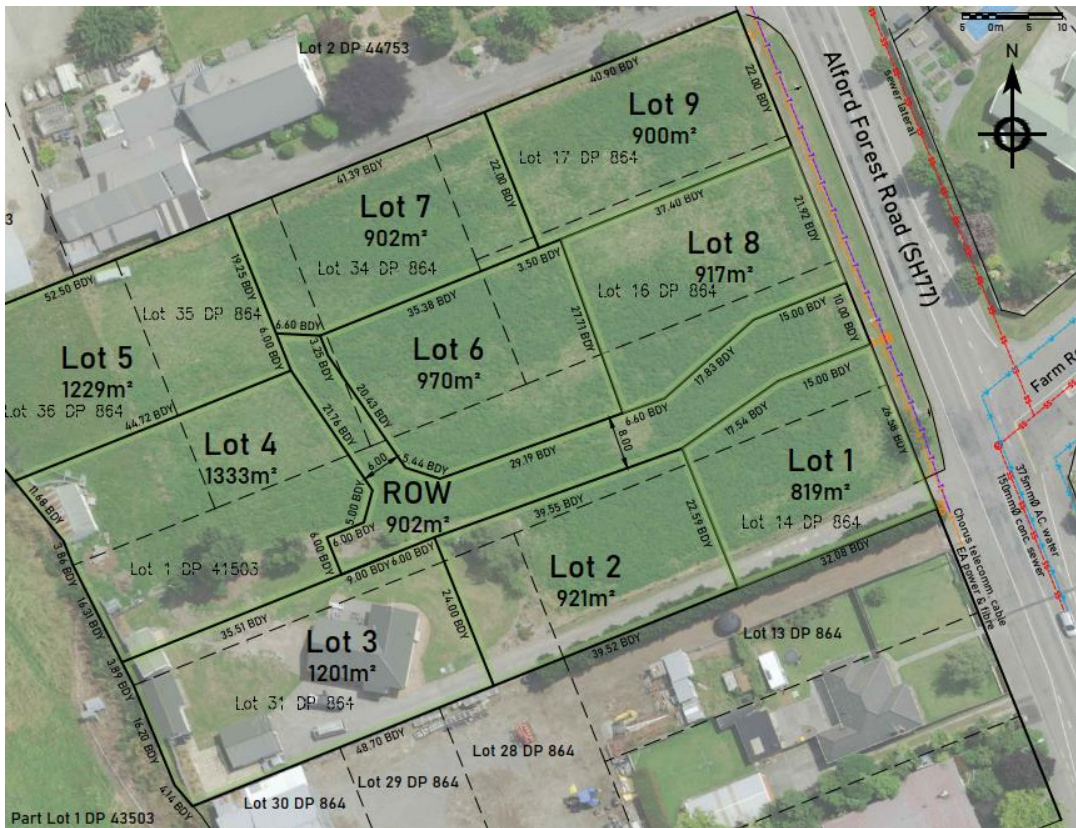 5 0m 5 10
N
Lot 2 DP 44753
Alford Forest Road (SH77)
sewer lateral
40.90 BDY
22.00 BDY
Lot 9
900m²
Lot 17 DP 864
22.00 BDY
41.39 BDY
Lot 7
902m²
Lot 34 DP 864
37.40 BDY
21.92 BDY
Lot 8
917m²
Lot 16 DP 864
3.50 BDY
35.38 BDY
19.25 BDY
52.50 BDY
3
Lot 35 DP 864
Lot 5
1229m²
Lot 36 DP 864
6.60 BDY
6.00 BDY
3.25 BDY
27.71 BDY
Lot 6
970m²
20.43 BDY
15.00 BDY
10.00 BDY
17.83 BDY
6.60 BDY
15.00 BDY
17.54 BDY
26.58 BDY
Farm Ro
44.72 BDY
21.76 BDY
Lot 4
1333m²
6.00
5.44 BDY
29.19 BDY
8.00
11.68 BDY
ROW
902m²
5.00 BDY
6.00 BDY
6.00 BDY
Lot 1
819m²
Lot 14 DP 864
22.59 BDY
39.55 BDY
375mmØ AC water
150mmØ conc sewer
Chorus telecomm. cable
EA power & fibre
3.86 BDY
Lot 1 DP 41503
9.00 BDY
6.00 BDY
Lot 2
921m²
32.08 BDY
16.31 BDY
35.51 BDY
24.00 BDY
Lot 3
1201m²
Lot 31 DP 864
39.52 BDY
Lot 13 DP 864
3.89 BDY
16.20 BDY
48.70 BDY
Lot 28 DP 864
Lot 29 DP 864
Lot 30 DP 864
4.14 BDY
Part Lot 1 DP 43503